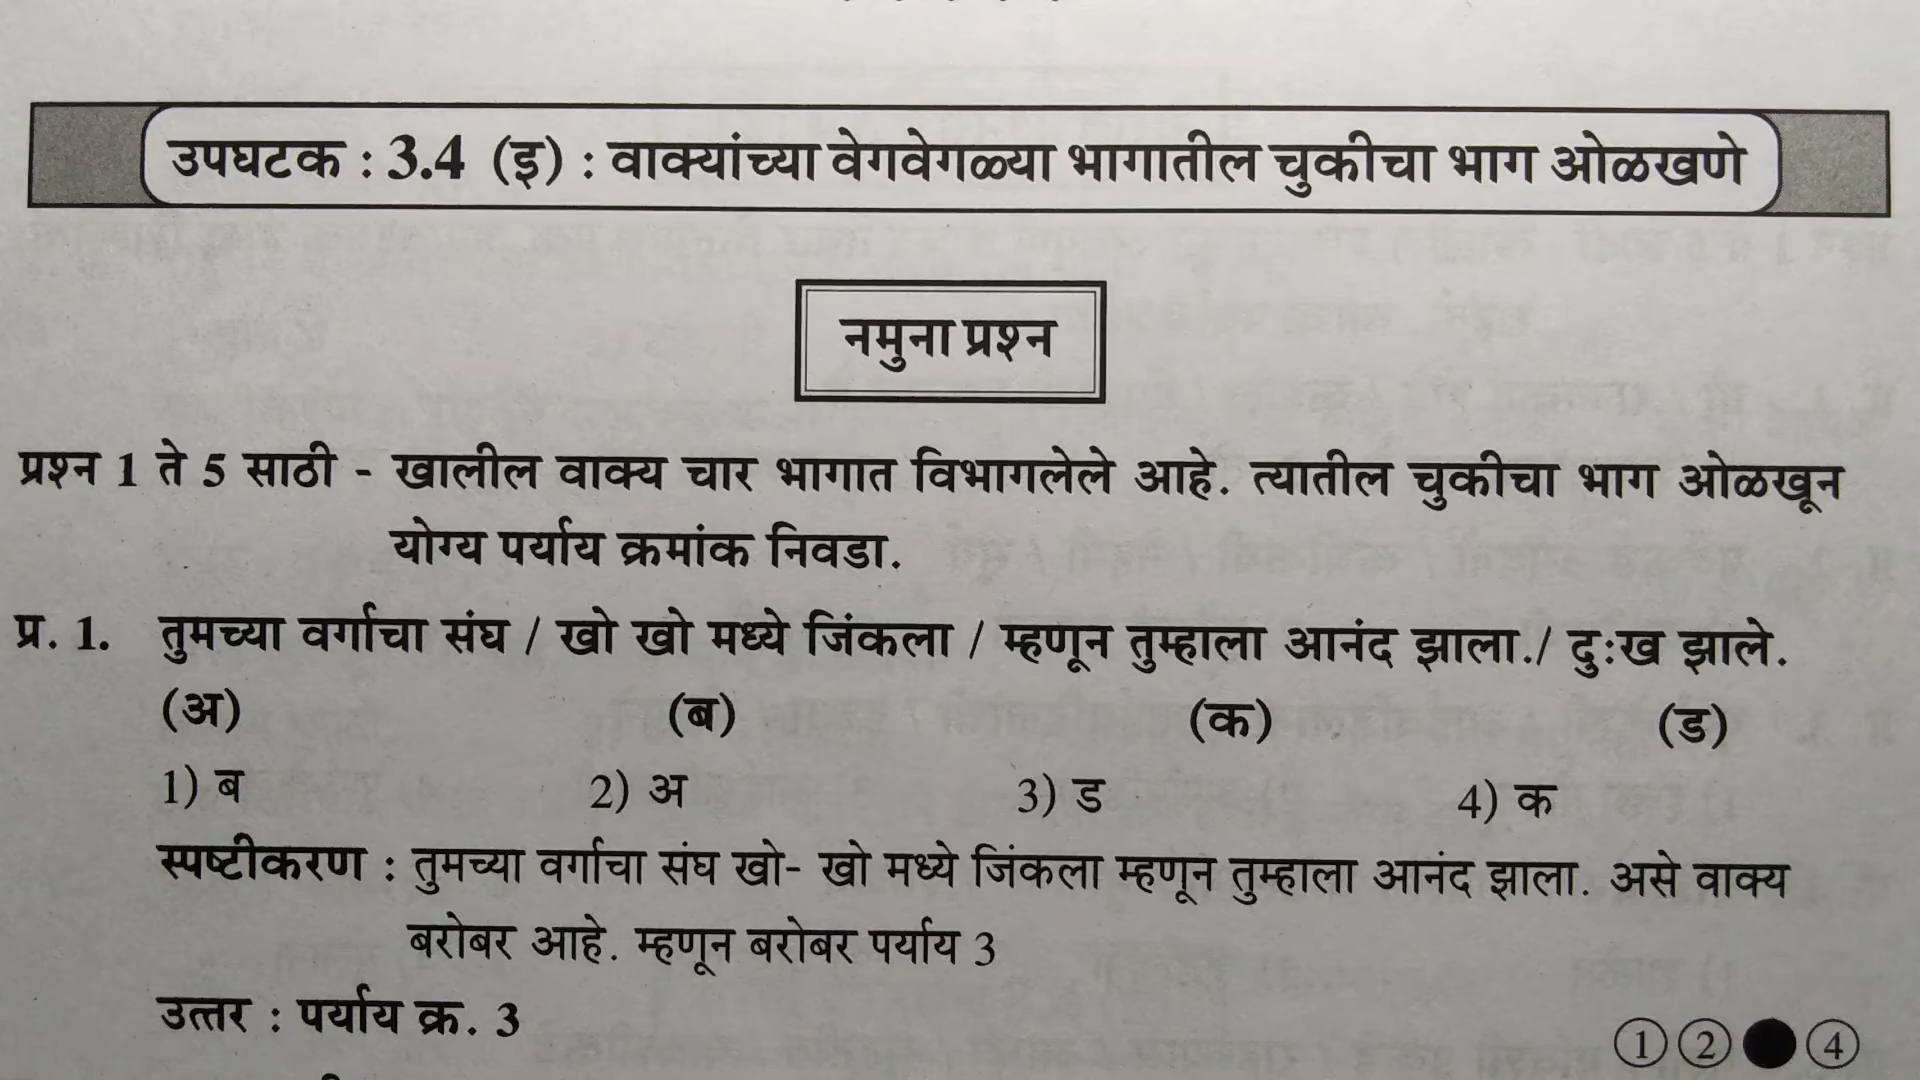 उपघटक : 3.4 (इ) : वाक्यांच्या वेगवेगळ्या भागातील चुकीचा भाग ओळखणे
नमुना प्रश्न
प्रश्न 1 ते 5 साठी - खालील वाक्य चार भागात विभागलेले आहे. त्यातील चुकीचा भाग ओळखून
योग्य पर्याय क्रमांक निवडा.
प्र. 1. तुमच्या वर्गाचा संघ / खो खो मध्ये जिंकला / म्हणून तुम्हाला आनंद झाला./ दुःख झाले.
(अ) (ब) (क) (ड)
1) ब 2) अ 3) ड 4) क
स्पष्टीकरण : तुमच्या वर्गाचा संघ खो- खो मध्ये जिंकला म्हणून तुम्हाला आनंद झाला. असे वाक्य
बरोबर आहे. म्हणून बरोबर पर्याय 3
उत्तर : पर्याय क्र. 3
1 2 4